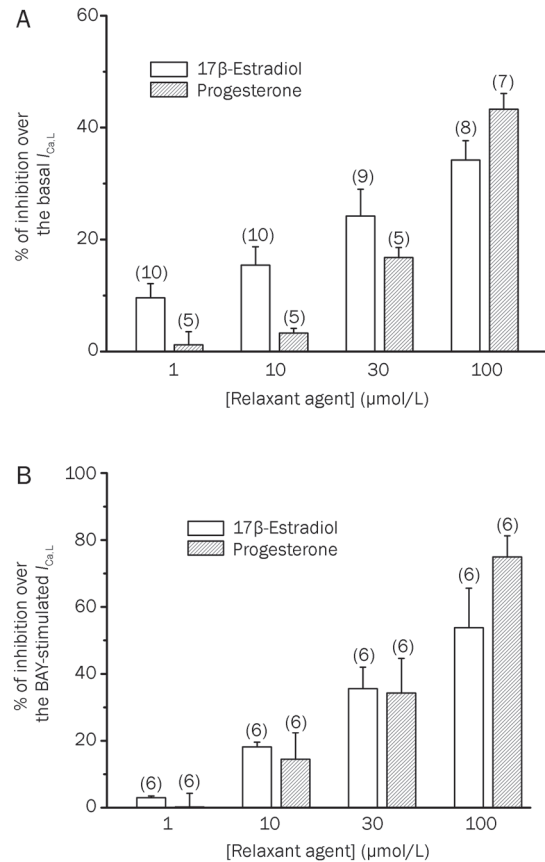 A
60
40
20
0
% of inhibition over
the basal I Ca,L
17β-Estradiol
Progesterone
(10)
(5)
(10)
(5)
(9)
(5)
(8)
(7)
1
10
30
100
[Relaxant agent] (µmol/L)
B
100
80
60
40
20
0
% of inhibition over
the BAY-stimulated I Ca,L
17β-Estradiol
Progesterone
(6)
(6)
(6)
(6)
(6)
(6)
(6)
(6)
1
10
30
100
[Relaxant agent] (µmol/L)